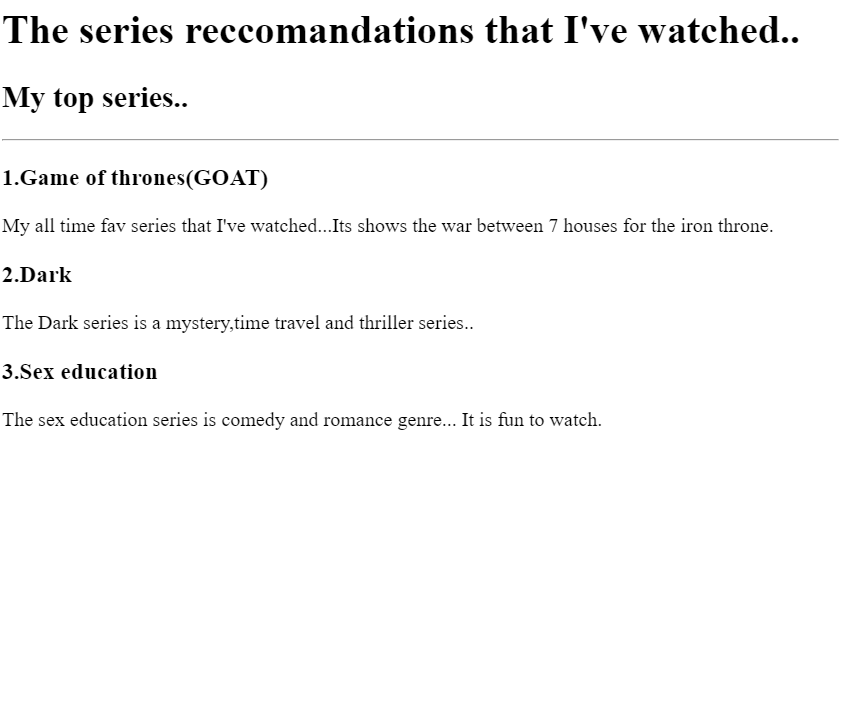 The series reccomandations that I've watched..
My top series..
1.Game of thrones(GOAT)
My all time fav series that I've watched...Its shows the war between 7 houses for the iron throne.
2.Dark
The Dark series is a mystery,time travel and thriller series..
3.Sex education
The sex education series is comedy and romance genre... It is fun to watch.